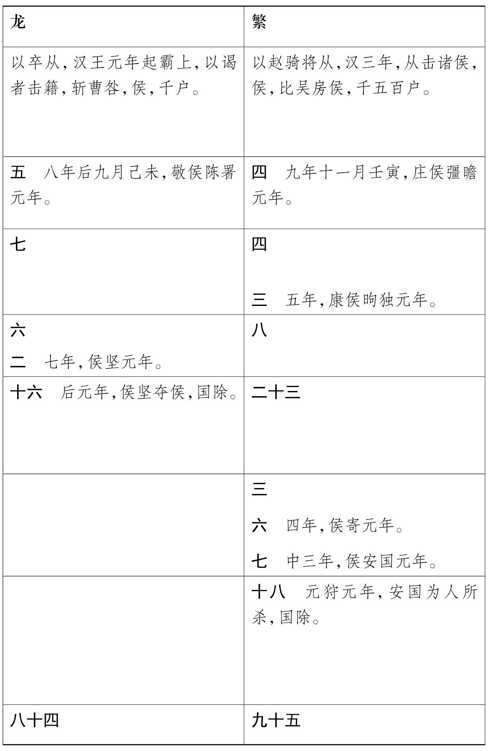 龙
繁
以卒从，汉王元年起霸上，以谒
者击籍，斩曹咎，侯，千户。
以赵骑将从，汉三年，从击诸侯，
侯，比吴房侯，千五百户。
五　八年后九月己未，敬侯陈署
元年。
四　九年十一月壬寅，庄侯彊瞻
元年。
七
四
三　五年，康侯昫独元年。
六
二　七年，侯坚元年。
八
十六　后元年，侯坚夺侯，国除。
二十三
三
六　四年，侯寄元年。
七　中三年，侯安国元年。
十八　元狩元年，安国为人所
杀，国除。
八十四
九十五